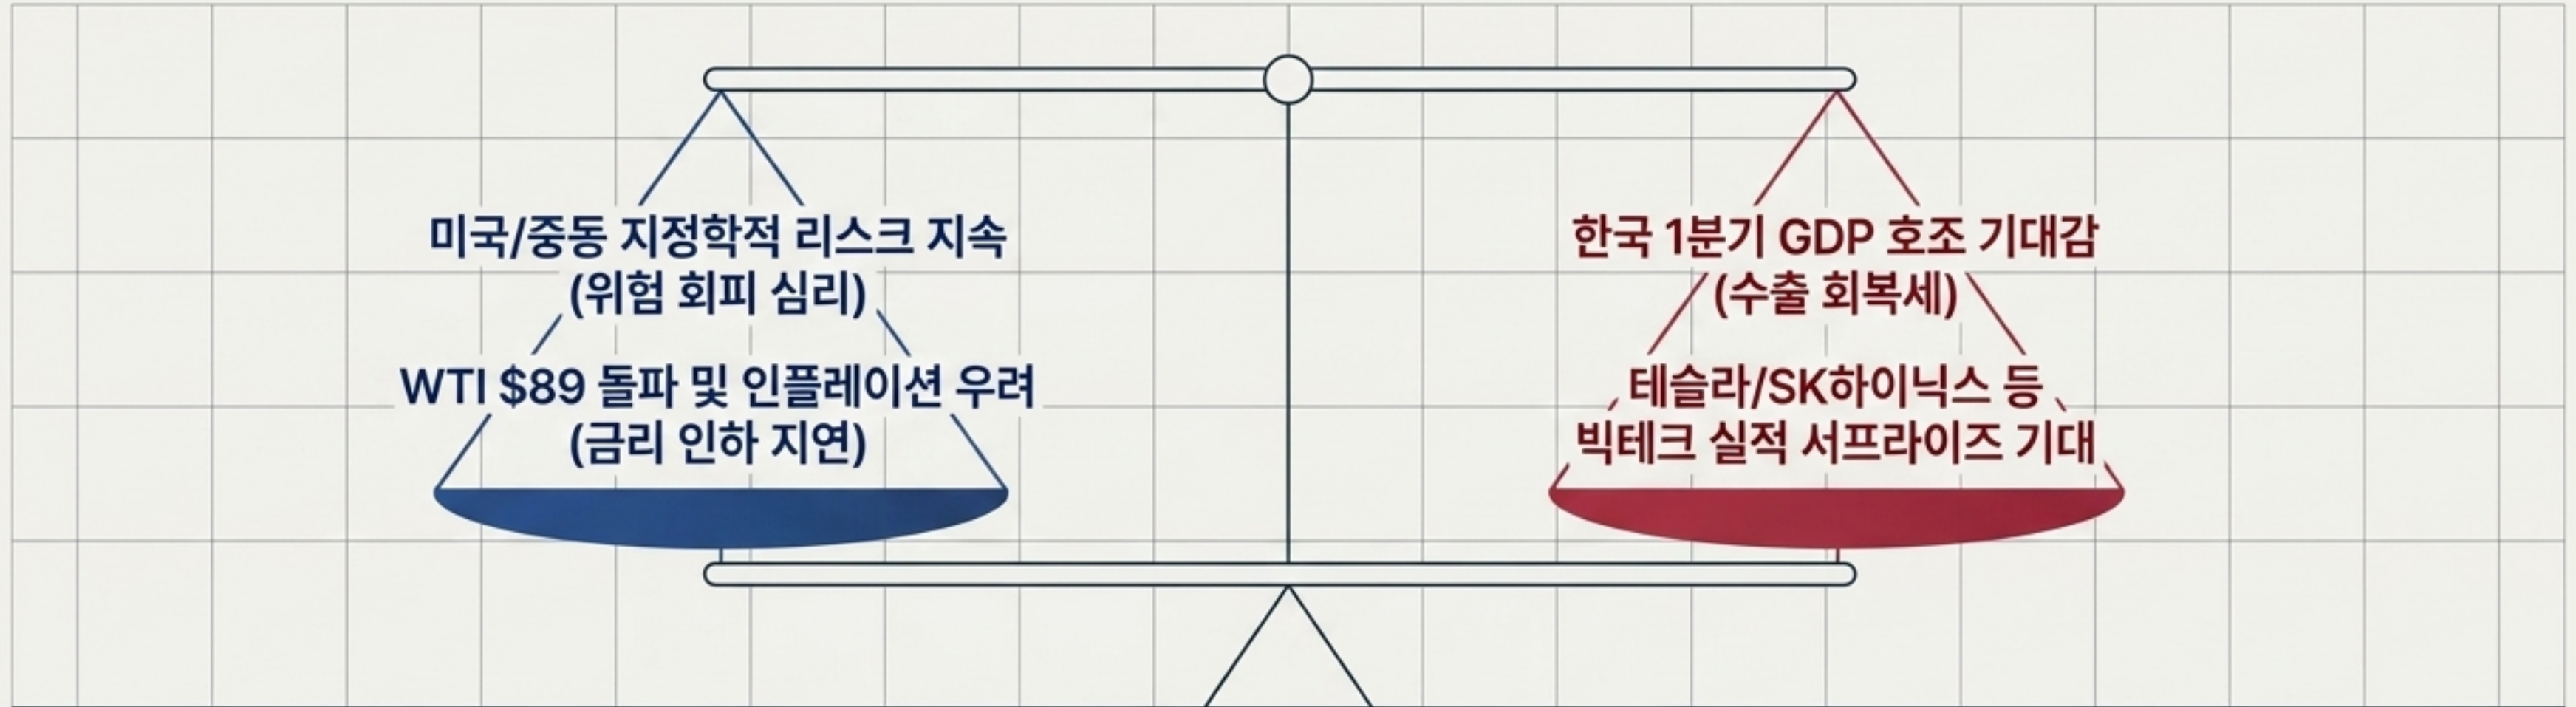 미국/중동 지정학적 리스크 지속
(위험 회피 심리)
WTI $89 돌파 및 인플레이션 우려
(금리 인하 지연)
한국 1분기 GDP 호조 기대감
(수출 회복세)
테슬라/SK하이닉스 등
빅테크 실적 서프라이즈 기대